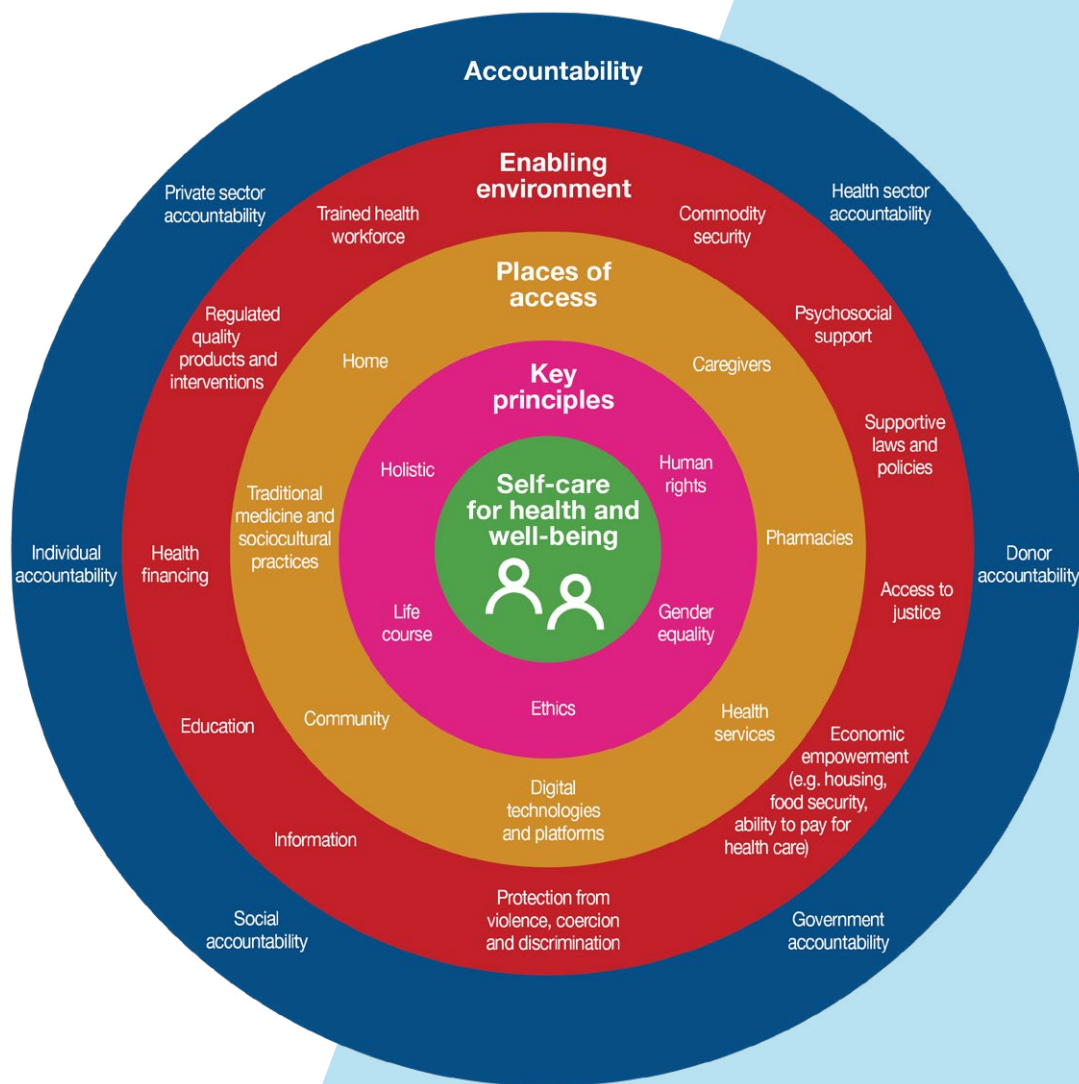 Accountability
Private sector
accountability
Health sector
accountability
Individual
accountability
Donor
accountability
Social
accountability
Government
accountability
Enabling
environment
Trained health
workforce
Commodity
security
Regulated
quality
products and
interventions
Psychosocial
support
Supportive
laws and
policies
Health
financing
Access to
justice
Education
Economic
empowerment
(e.g. housing,
food security,
ability to pay for
health care)
Information
Protection from
violence, coercion
and discrimination
Places of
access
Home
Caregivers
Traditional
medicine and
sociocultural
practices
Pharmacies
Community
Health
services
Digital
technologies
and platforms
Key
principles
Holistic
Human
rights
Life
course
Gender
equality
Ethics
Self-care
for health and
well-being